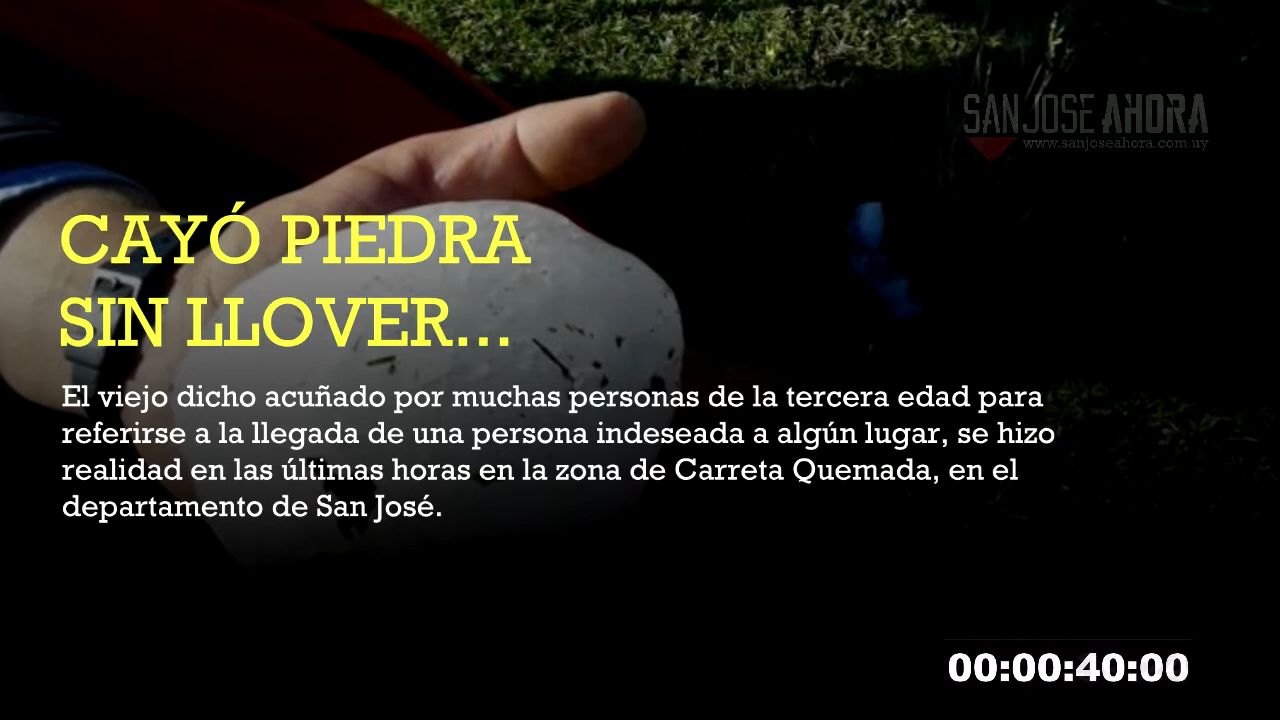 SAN JOSE AHORA
www.sanjoseahora.com.uy
CAYÓ PIEDRA
SIN LLOVER...
El viejo dicho acuñado por muchas personas de la tercera edad para
referirse a la llegada de una persona indeseada a algún lugar, se hizo
realidad en las últimas horas en la zona de Carreta Quemada, en el
departamento de San José.
00:00:40:00